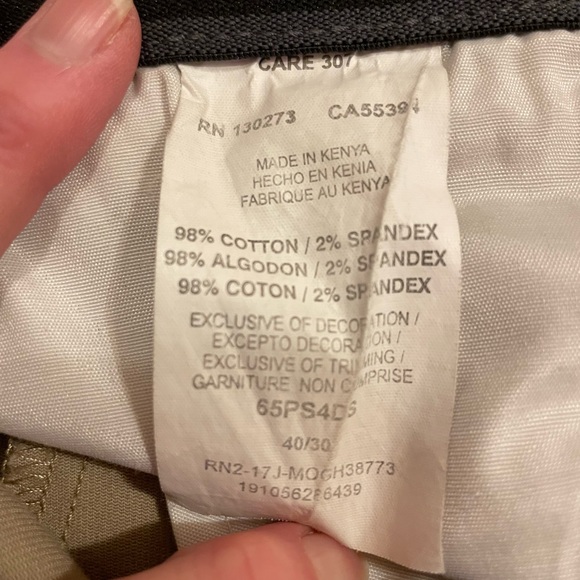 CARE 307
RN 130273 CA55394
MADE IN KENYA
HECHO EN KENIA
FABRIQUE AU KENYA
98% COTTON / 2% SPANDEX
98% ALGODON / 2% SPANDEX
98% COTON / 2% SPANDEX
EXCLUSIVE OF DECORATION /
EXCEPTO DECORACION /
EXCLUSIVE OF TRIMMING /
GARNITURE NON COMPRISE
65PS4D5
40/30
RN2-17J-MQGH38773
191056286439